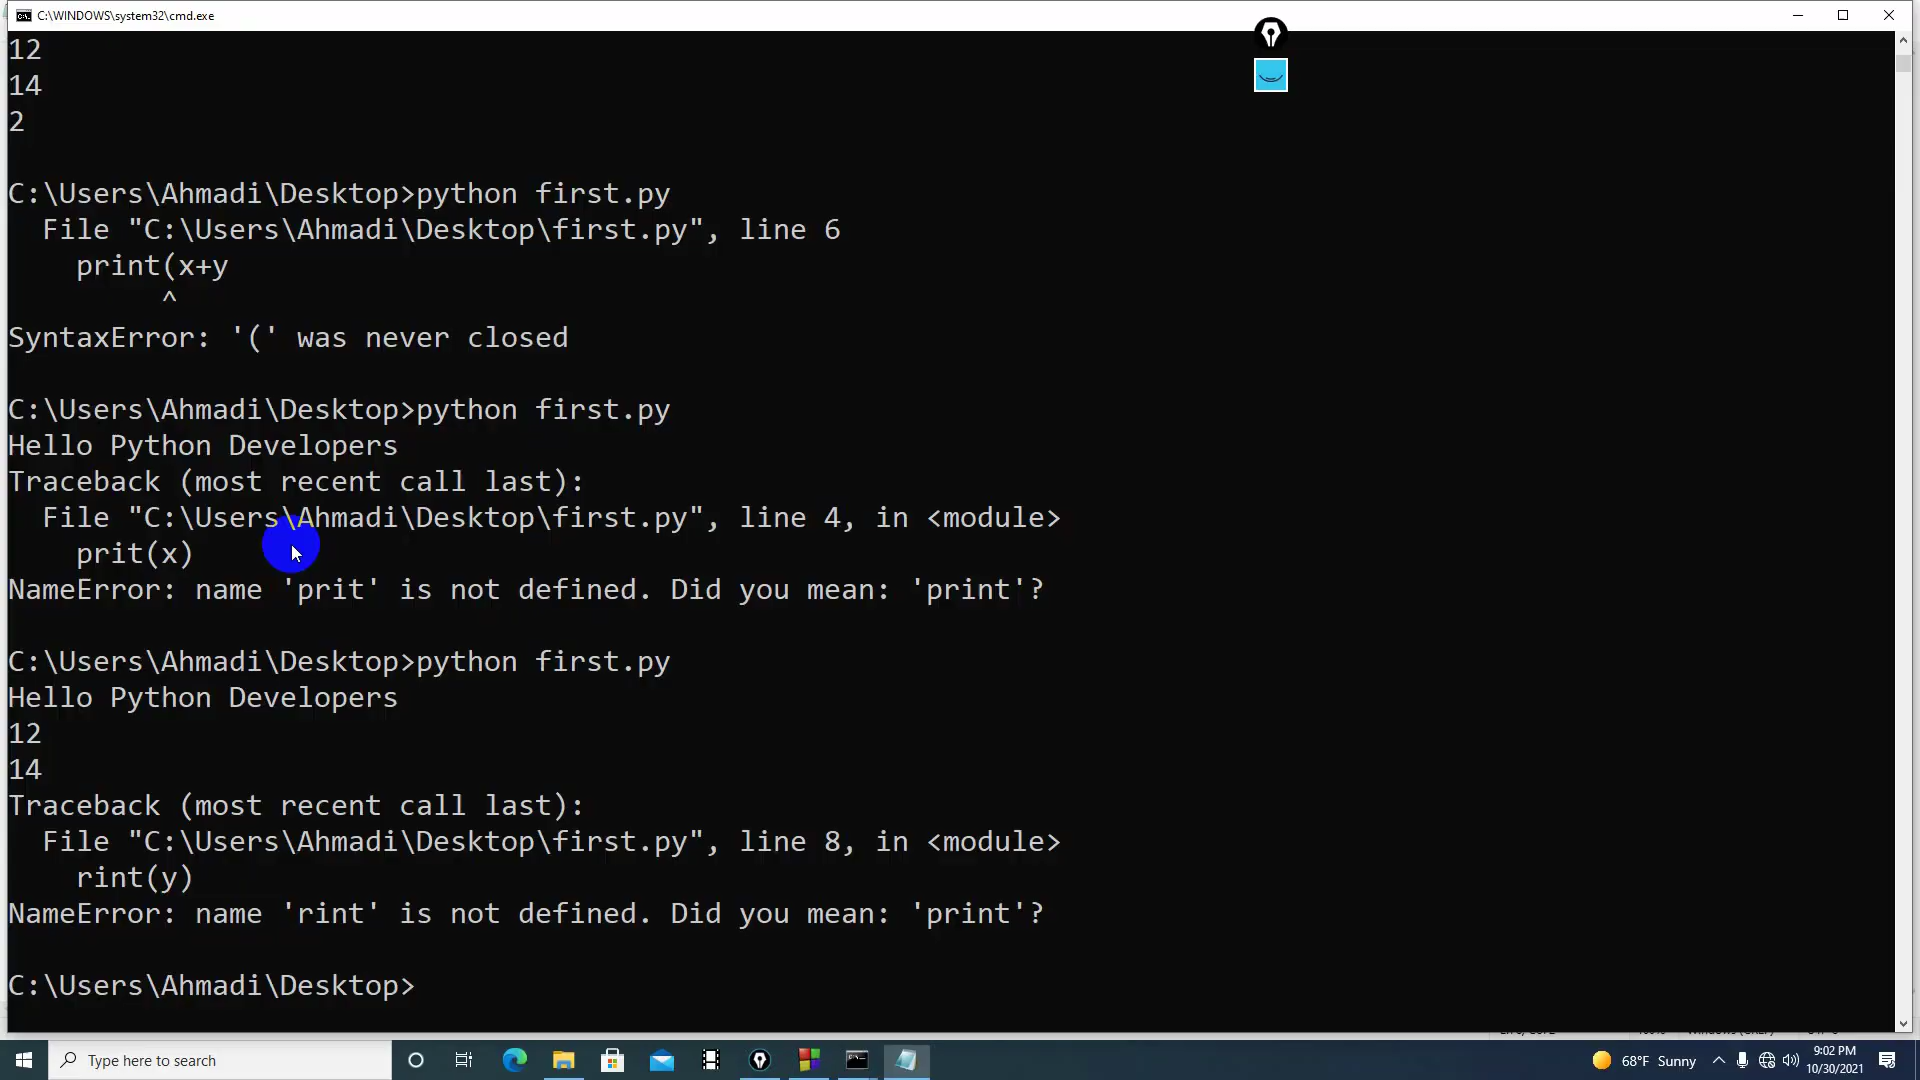 C:\WINDOWS\system32\cmd.exe
12
14
2
C:\Users\Ahmadi\Desktop>python first.py
  File "C:\Users\Ahmadi\Desktop\first.py", line 6
    print(x+y
         ^
SyntaxError: '(' was never closed
C:\Users\Ahmadi\Desktop>python first.py
Hello Python Developers
Traceback (most recent call last):
  File "C:\Users\Ahmadi\Desktop\first.py", line 4, in <module>
    prit(x)
NameError: name 'prit' is not defined. Did you mean: 'print'?
C:\Users\Ahmadi\Desktop>python first.py
Hello Python Developers
12
14
Traceback (most recent call last):
  File "C:\Users\Ahmadi\Desktop\first.py", line 8, in <module>
    rint(y)
NameError: name 'rint' is not defined. Did you mean: 'print'?
C:\Users\Ahmadi\Desktop>
Type here to search
68°F Sunny
9:02 PM
10/30/2021